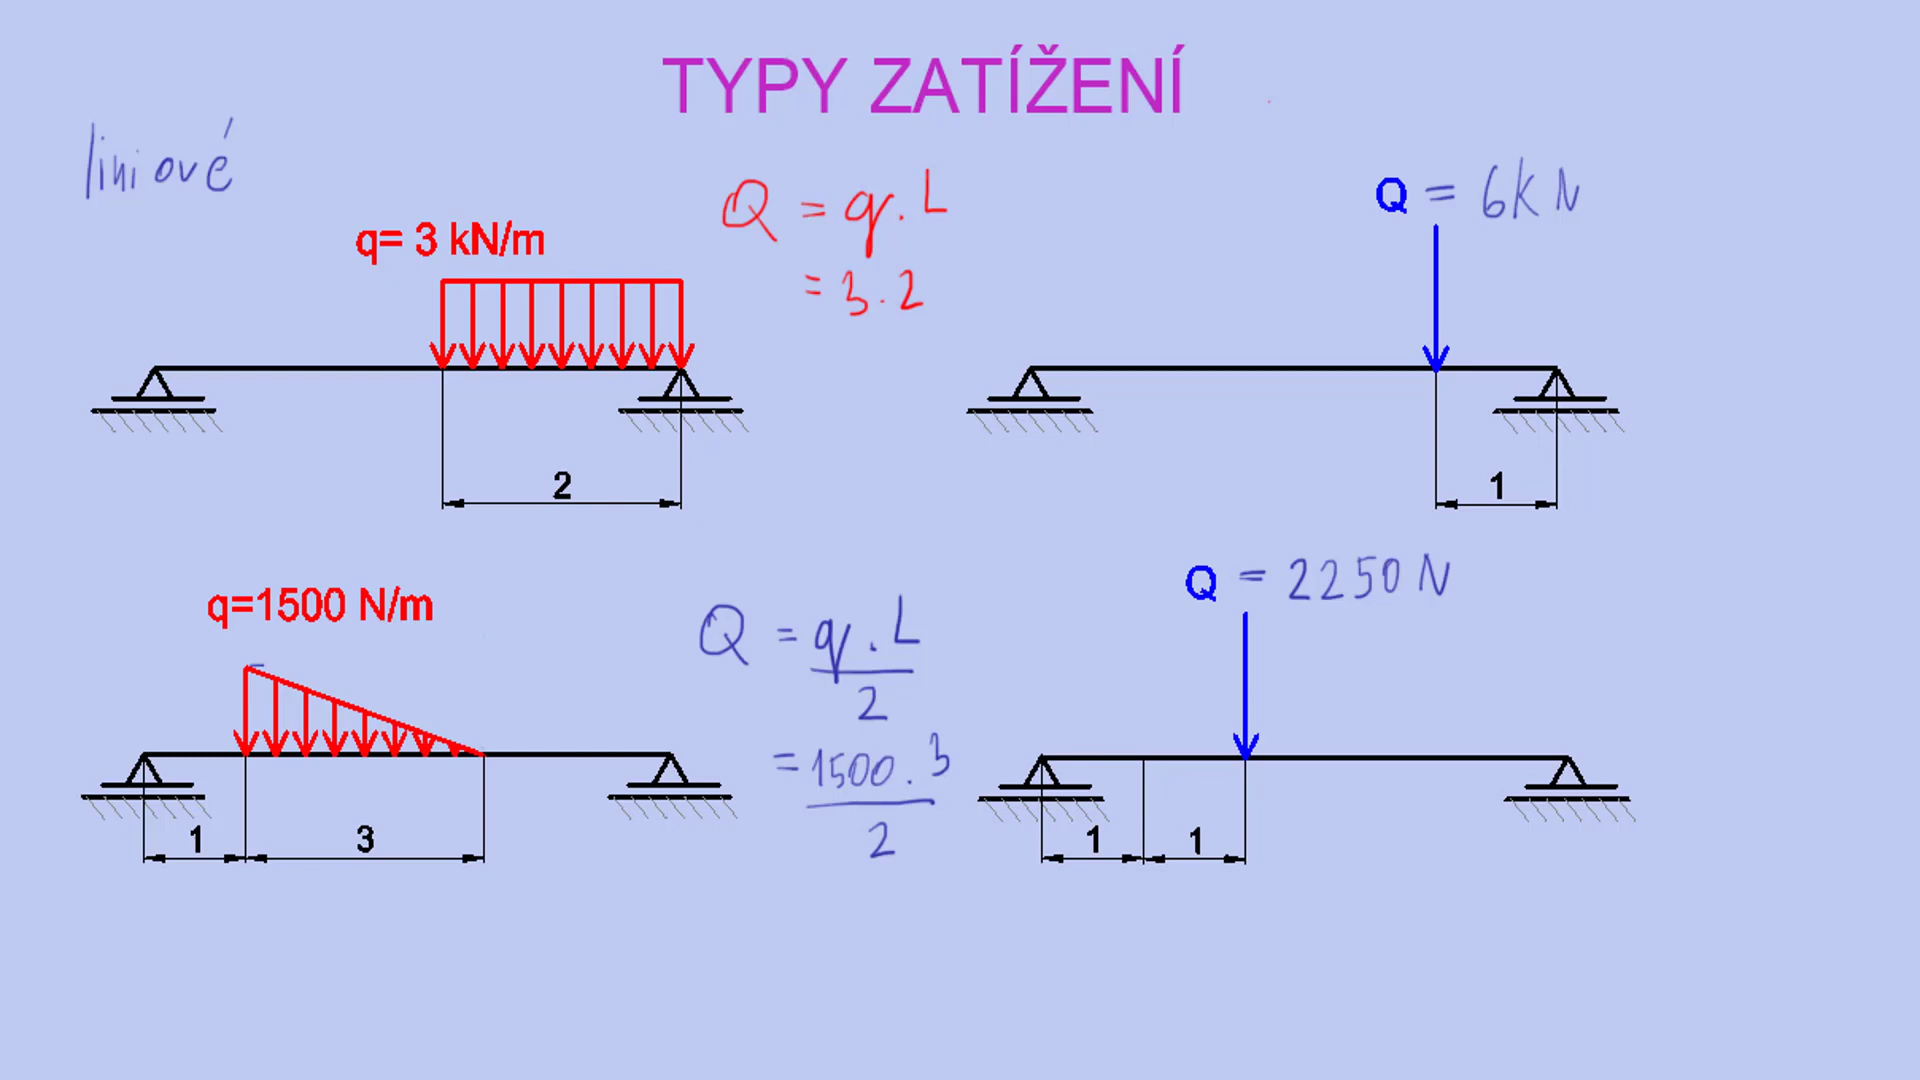 TYPY ZATÍŽENÍ
liniové
q= 3 kN/m
Q = q . L
= 3 . 2
Q = 6kN
2
1
q=1500 N/m
Q = q . L
2
= 1500 . 3
2
Q = 2250 N
1 3
1 1